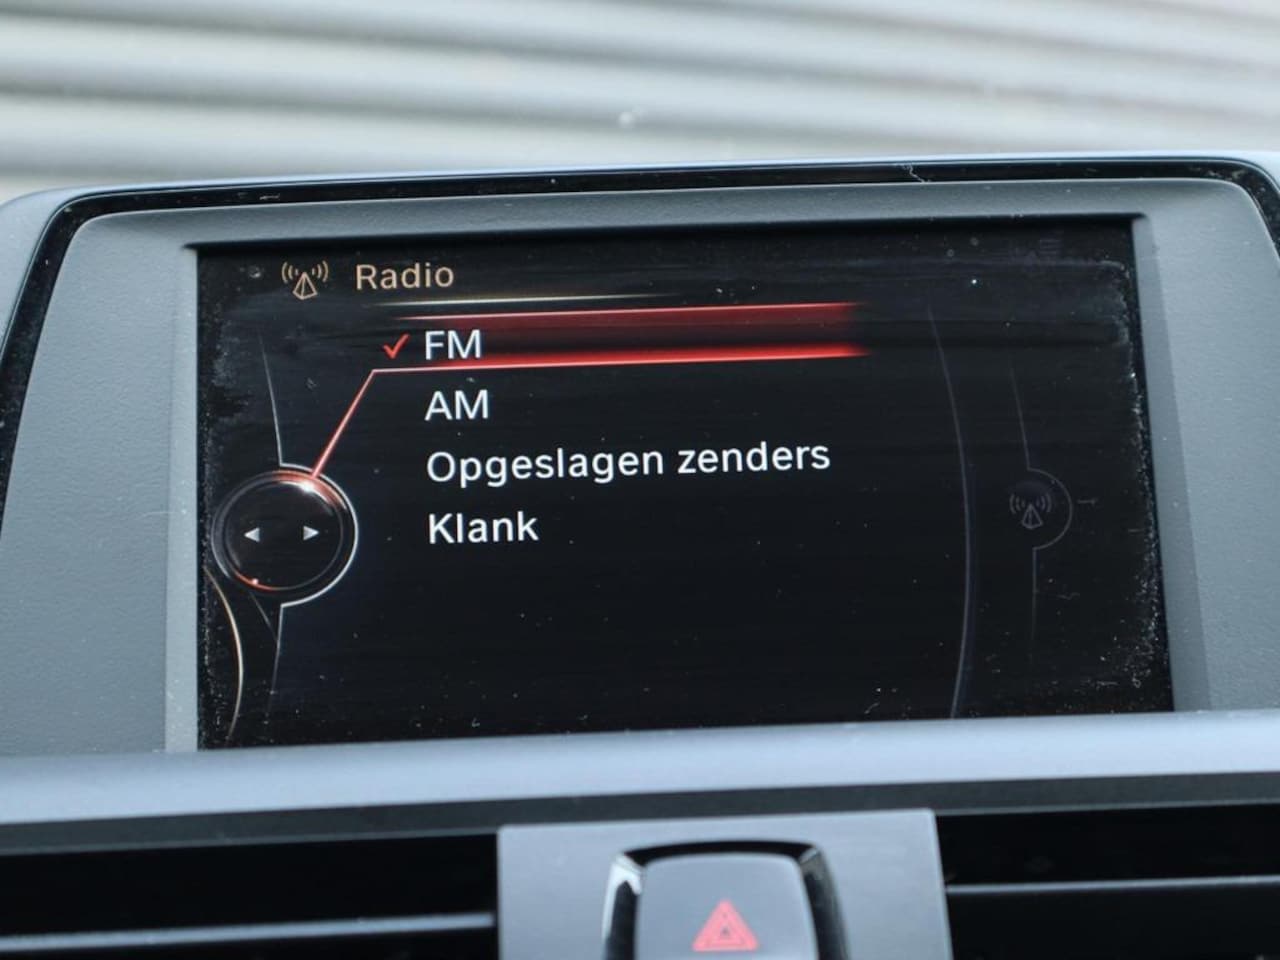 Radio
FM
AM
Opgeslagen zenders
Klank